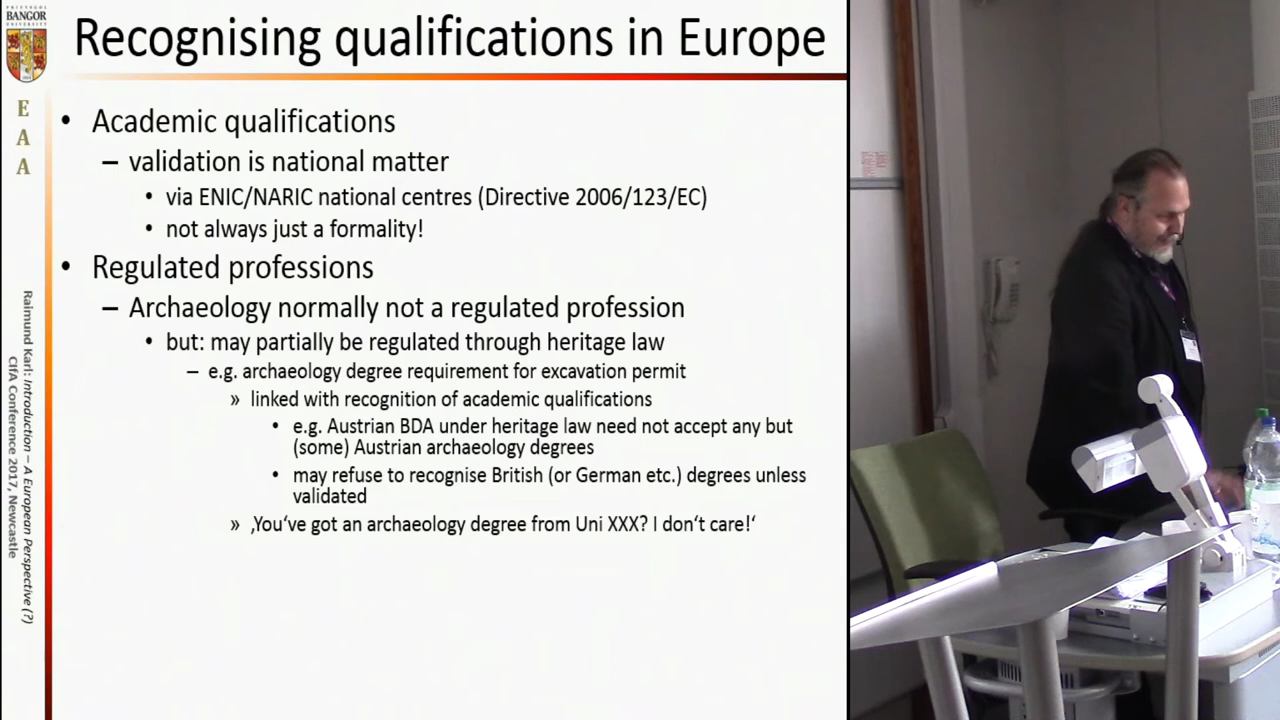 PRIFYSGOL
BANGOR
UNIVERSITY
Recognising qualifications in Europe
E
A
A
• Academic qualifications
– validation is national matter
• via ENIC/NARIC national centres (Directive 2006/123/EC)
• not always just a formality!
• Regulated professions
– Archaeology normally not a regulated profession
• but: may partially be regulated through heritage law
– e.g. archaeology degree requirement for excavation permit
» linked with recognition of academic qualifications
• e.g. Austrian BDA under heritage law need not accept any but
(some) Austrian archaeology degrees
• may refuse to recognise British (or German etc.) degrees unless
validated
» ‚You‘ve got an archaeology degree from Uni XXX? I don‘t care!‘
Raimund Karl: Introduction – A European Perspective (?)
CIfA Conference 2017, Newcastle